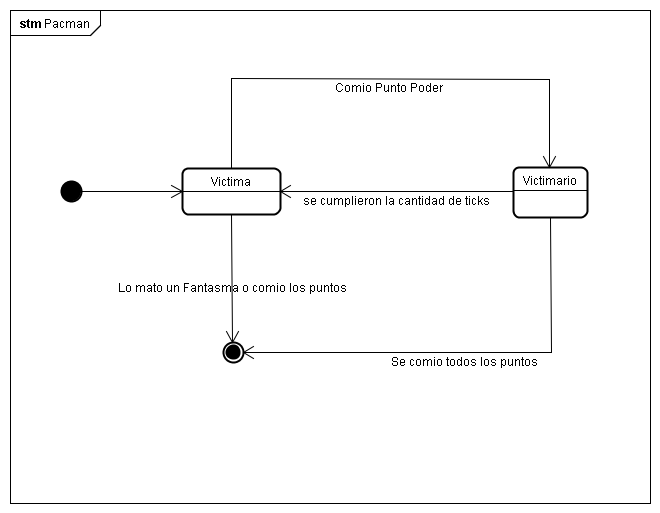 stm Pacman
Comio Punto Poder
Victima
Victimario
se cumplieron la cantidad de ticks
Lo mato un Fantasma o comio los puntos
Se comio todos los puntos